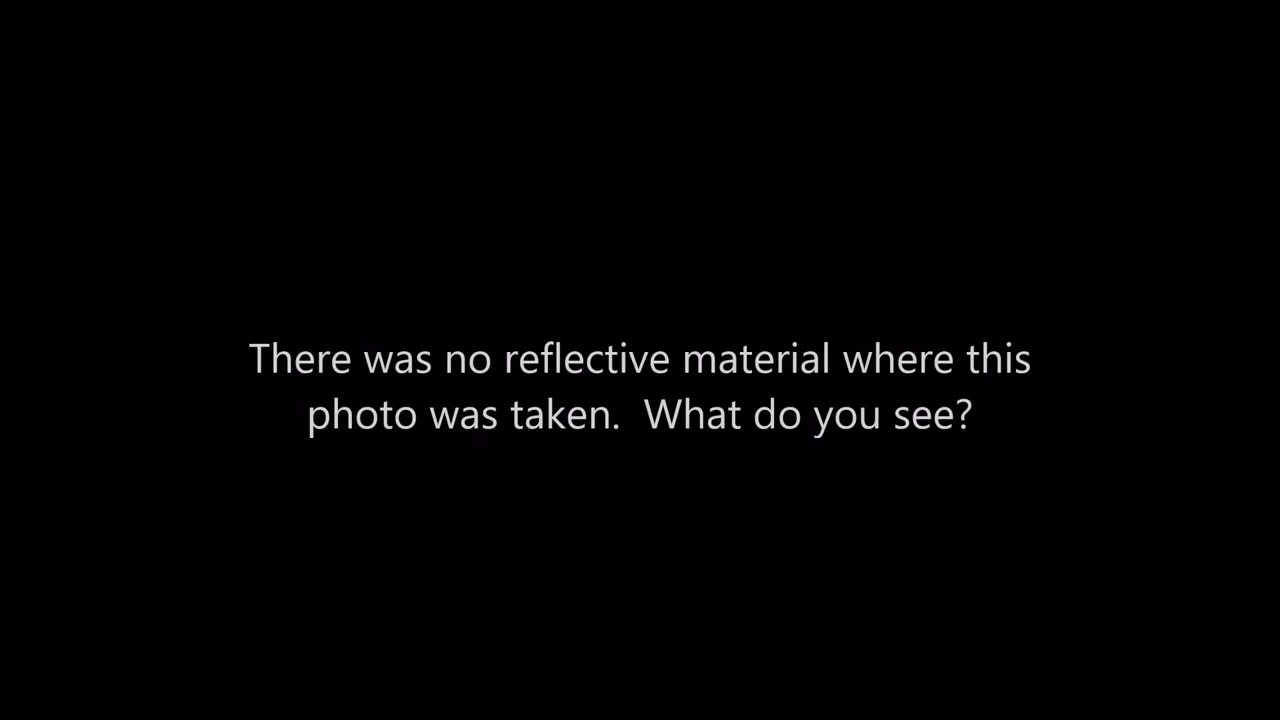 There was no reflective material where this
photo was taken.  What do you see?